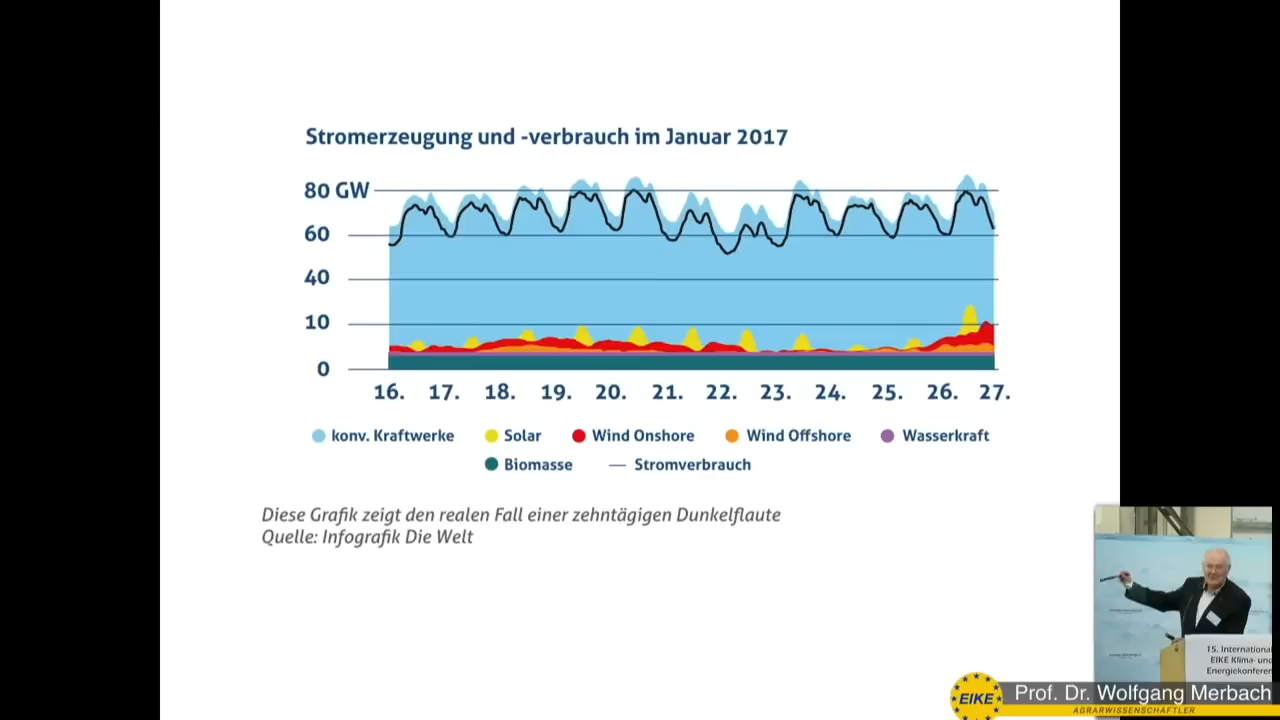 Stromerzeugung und -verbrauch im Januar 2017
80 GW
60
40
10
0
16. 17. 18. 19. 20. 21. 22. 23. 24. 25. 26. 27.
konv. Kraftwerke Solar Wind Onshore Wind Offshore Wasserkraft
Biomasse Stromverbrauch
Diese Grafik zeigt den realen Fall einer zehntägigen Dunkelflaute
Quelle: Infografik Die Welt
15. International
EIKE Klima- und
Energiekonferen
EIKE
Prof. Dr. Wolfgang Merbach
AGRARWISSENSCHAFTLER